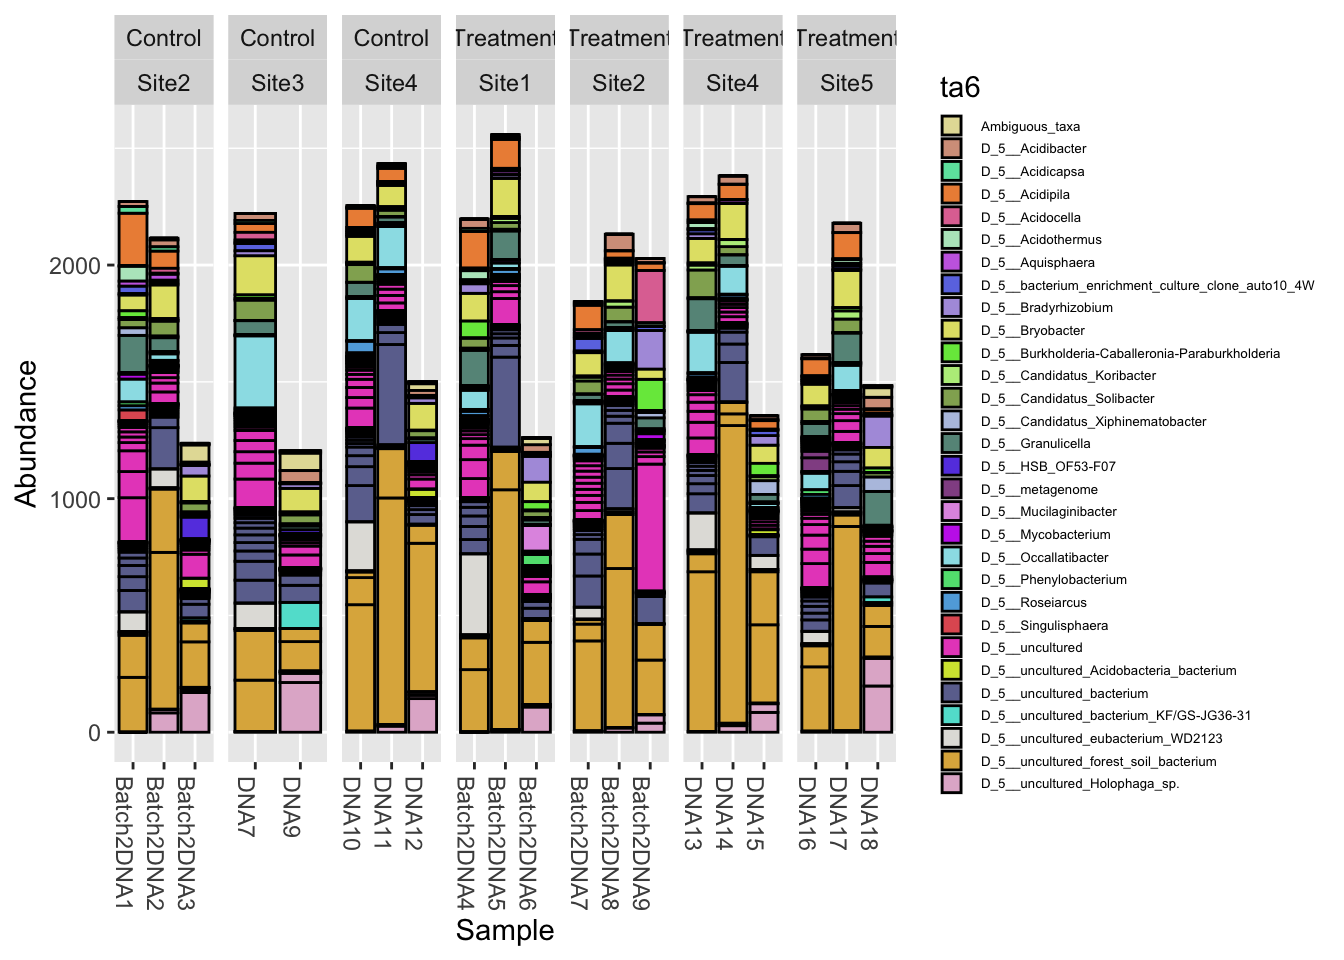 Control Control Control Treatment Treatment Treatment Treatment
Site2 Site3 Site4 Site1 Site2 Site4 Site5
Abundance
2000
1000
0
Batch2DNA1
Batch2DNA2
Batch2DNA3
DNA7
DNA9
DNA10
DNA11
DNA12
Batch2DNA4
Batch2DNA5
Batch2DNA6
Batch2DNA7
Batch2DNA8
Batch2DNA9
DNA13
DNA14
DNA15
DNA16
DNA17
DNA18
Sample
ta6
Ambiguous_taxa
D_5__Acidibacter
D_5__Acidicapsa
D_5__Acidipila
D_5__Acidocella
D_5__Acidothermus
D_5__Aquisphaera
D_5__bacterium_enrichment_culture_clone_auto10_4W
D_5__Bradyrhizobium
D_5__Bryobacter
D_5__Burkholderia-Caballeronia-Paraburkholderia
D_5__Candidatus_Koribacter
D_5__Candidatus_Solibacter
D_5__Candidatus_Xiphinematobacter
D_5__Granulicella
D_5__HSB_OF53-F07
D_5__metagenome
D_5__Mucilaginibacter
D_5__Mycobacterium
D_5__Occallatibacter
D_5__Phenylobacterium
D_5__Roseiarcus
D_5__Singulisphaera
D_5__uncultured
D_5__uncultured_Acidobacteria_bacterium
D_5__uncultured_bacterium
D_5__uncultured_bacterium_KF/GS-JG36-31
D_5__uncultured_eubacterium_WD2123
D_5__uncultured_forest_soil_bacterium
D_5__uncultured_Holophaga_sp.